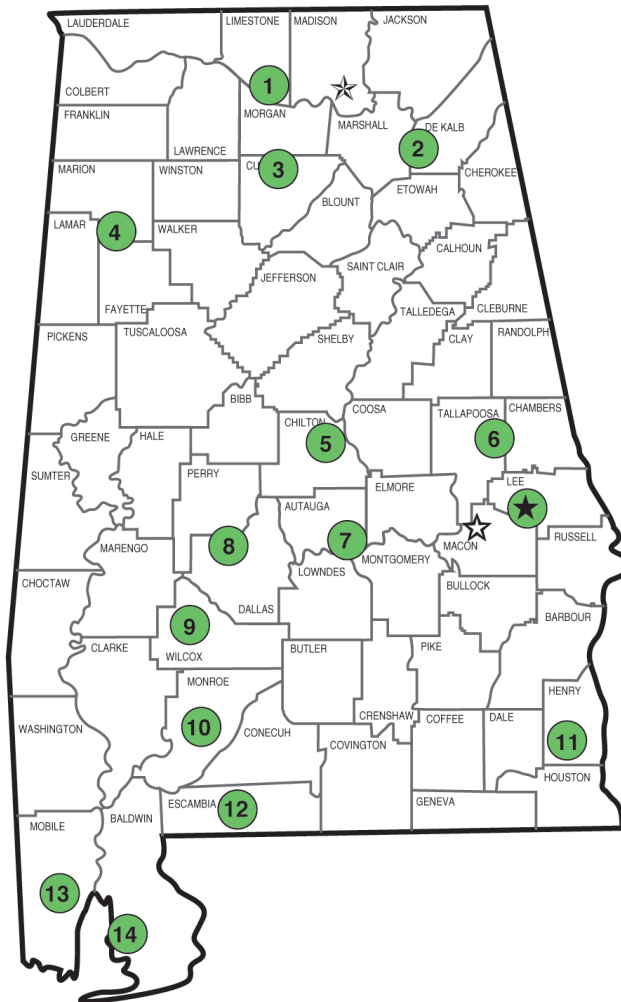 LAUDERDALE
LIMESTONE
MADISON
JACKSON
COLBERT
1
FRANKLIN
MORGAN
MARSHALL
DE KALB
2
LAWRENCE
MARION
WINSTON
CU
3
CHEROKEE
ETOWAH
BLOUNT
LAMAR
4
WALKER
CALHOUN
SAINT CLAIR
JEFFERSON
FAYETTE
TALLEDEGA
CLEBURNE
PICKENS
TUSCALOOSA
SHELBY
CLAY
RANDOLPH
BIBB
COOSA
TALLAPOOSA
CHAMBERS
GREENE
HALE
CHILTON
5
6
SUMTER
PERRY
ELMORE
LEE
AUTAUGA
MARENGO
8
7
MACON
RUSSELL
MONTGOMERY
LOWNDES
CHOCTAW
BULLOCK
DALLAS
BARBOUR
9
CLARKE
WILCOX
BUTLER
PIKE
MONROE
HENRY
10
CRENSHAW
COFFEE
DALE
WASHINGTON
CONECUH
11
COVINGTON
HOUSTON
ESCAMBIA
12
GENEVA
MOBILE
BALDWIN
13
14